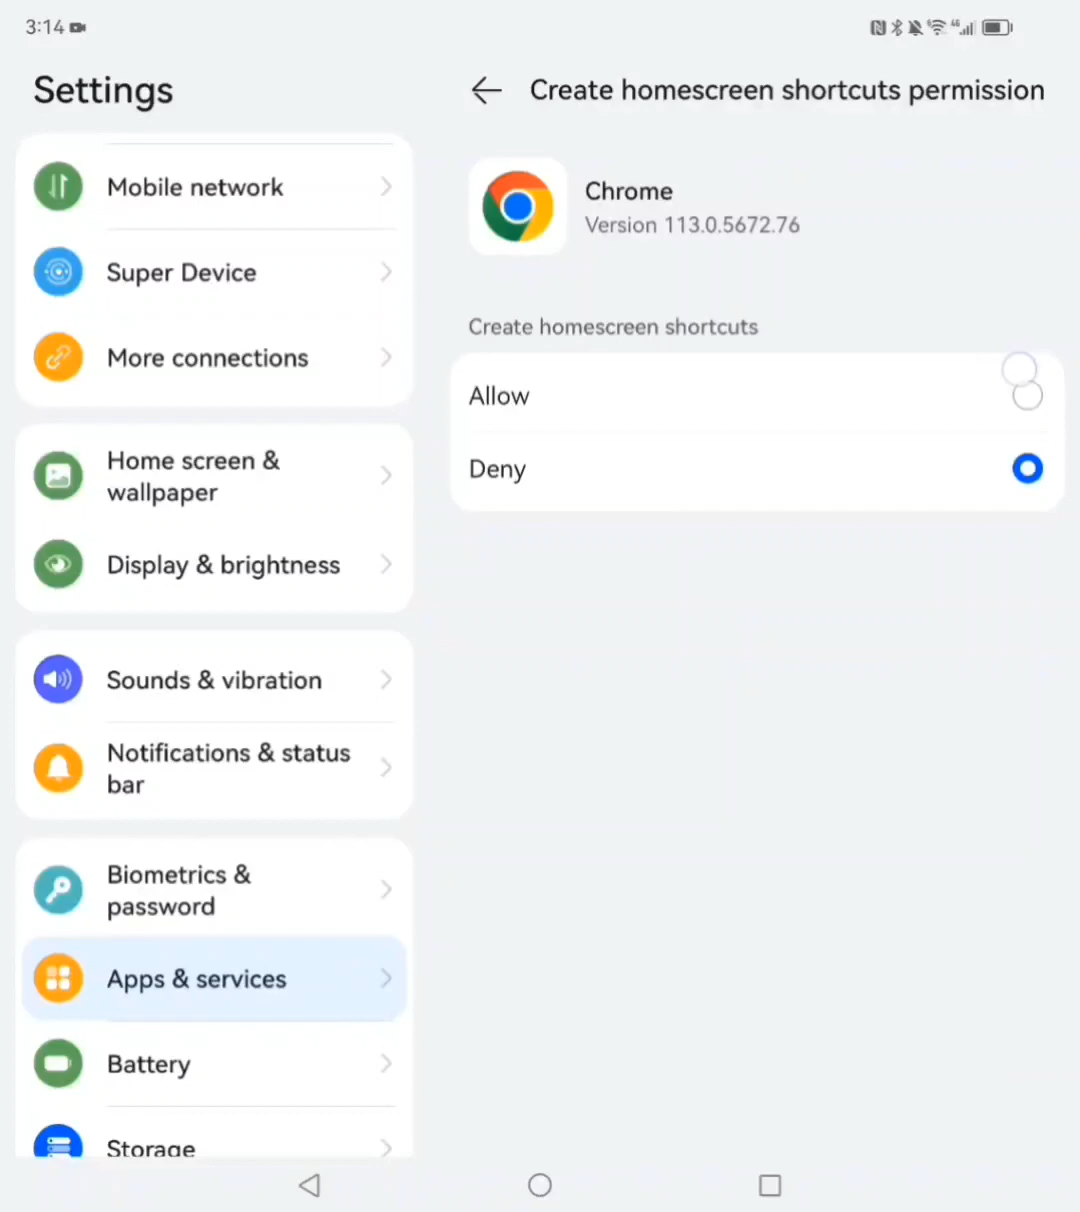 3:14
Settings
Mobile network
Super Device
More connections
Home screen &
wallpaper
Display & brightness
Sounds & vibration
Notifications & status
bar
Biometrics &
password
Apps & services
Battery
Storage
Create homescreen shortcuts permission
Chrome
Version 113.0.5672.76
Create homescreen shortcuts
Allow
Deny